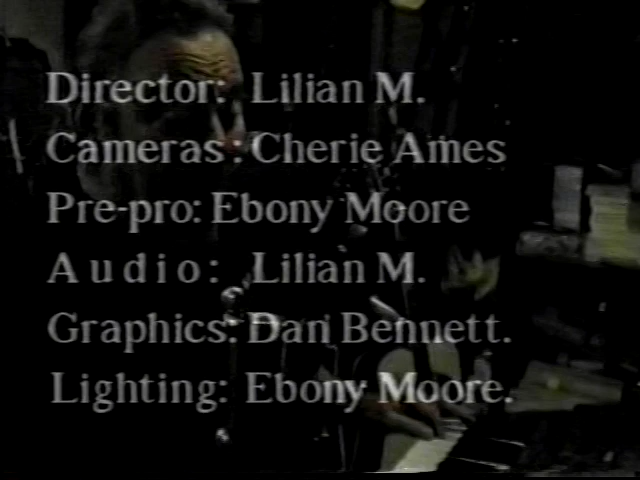 Director: Lilian M.
Cameras: Cherie Ames
Pre-pro: Ebony Moore
Audio: Lilian M.
Graphics: Dan Bennett.
Lighting: Ebony Moore.